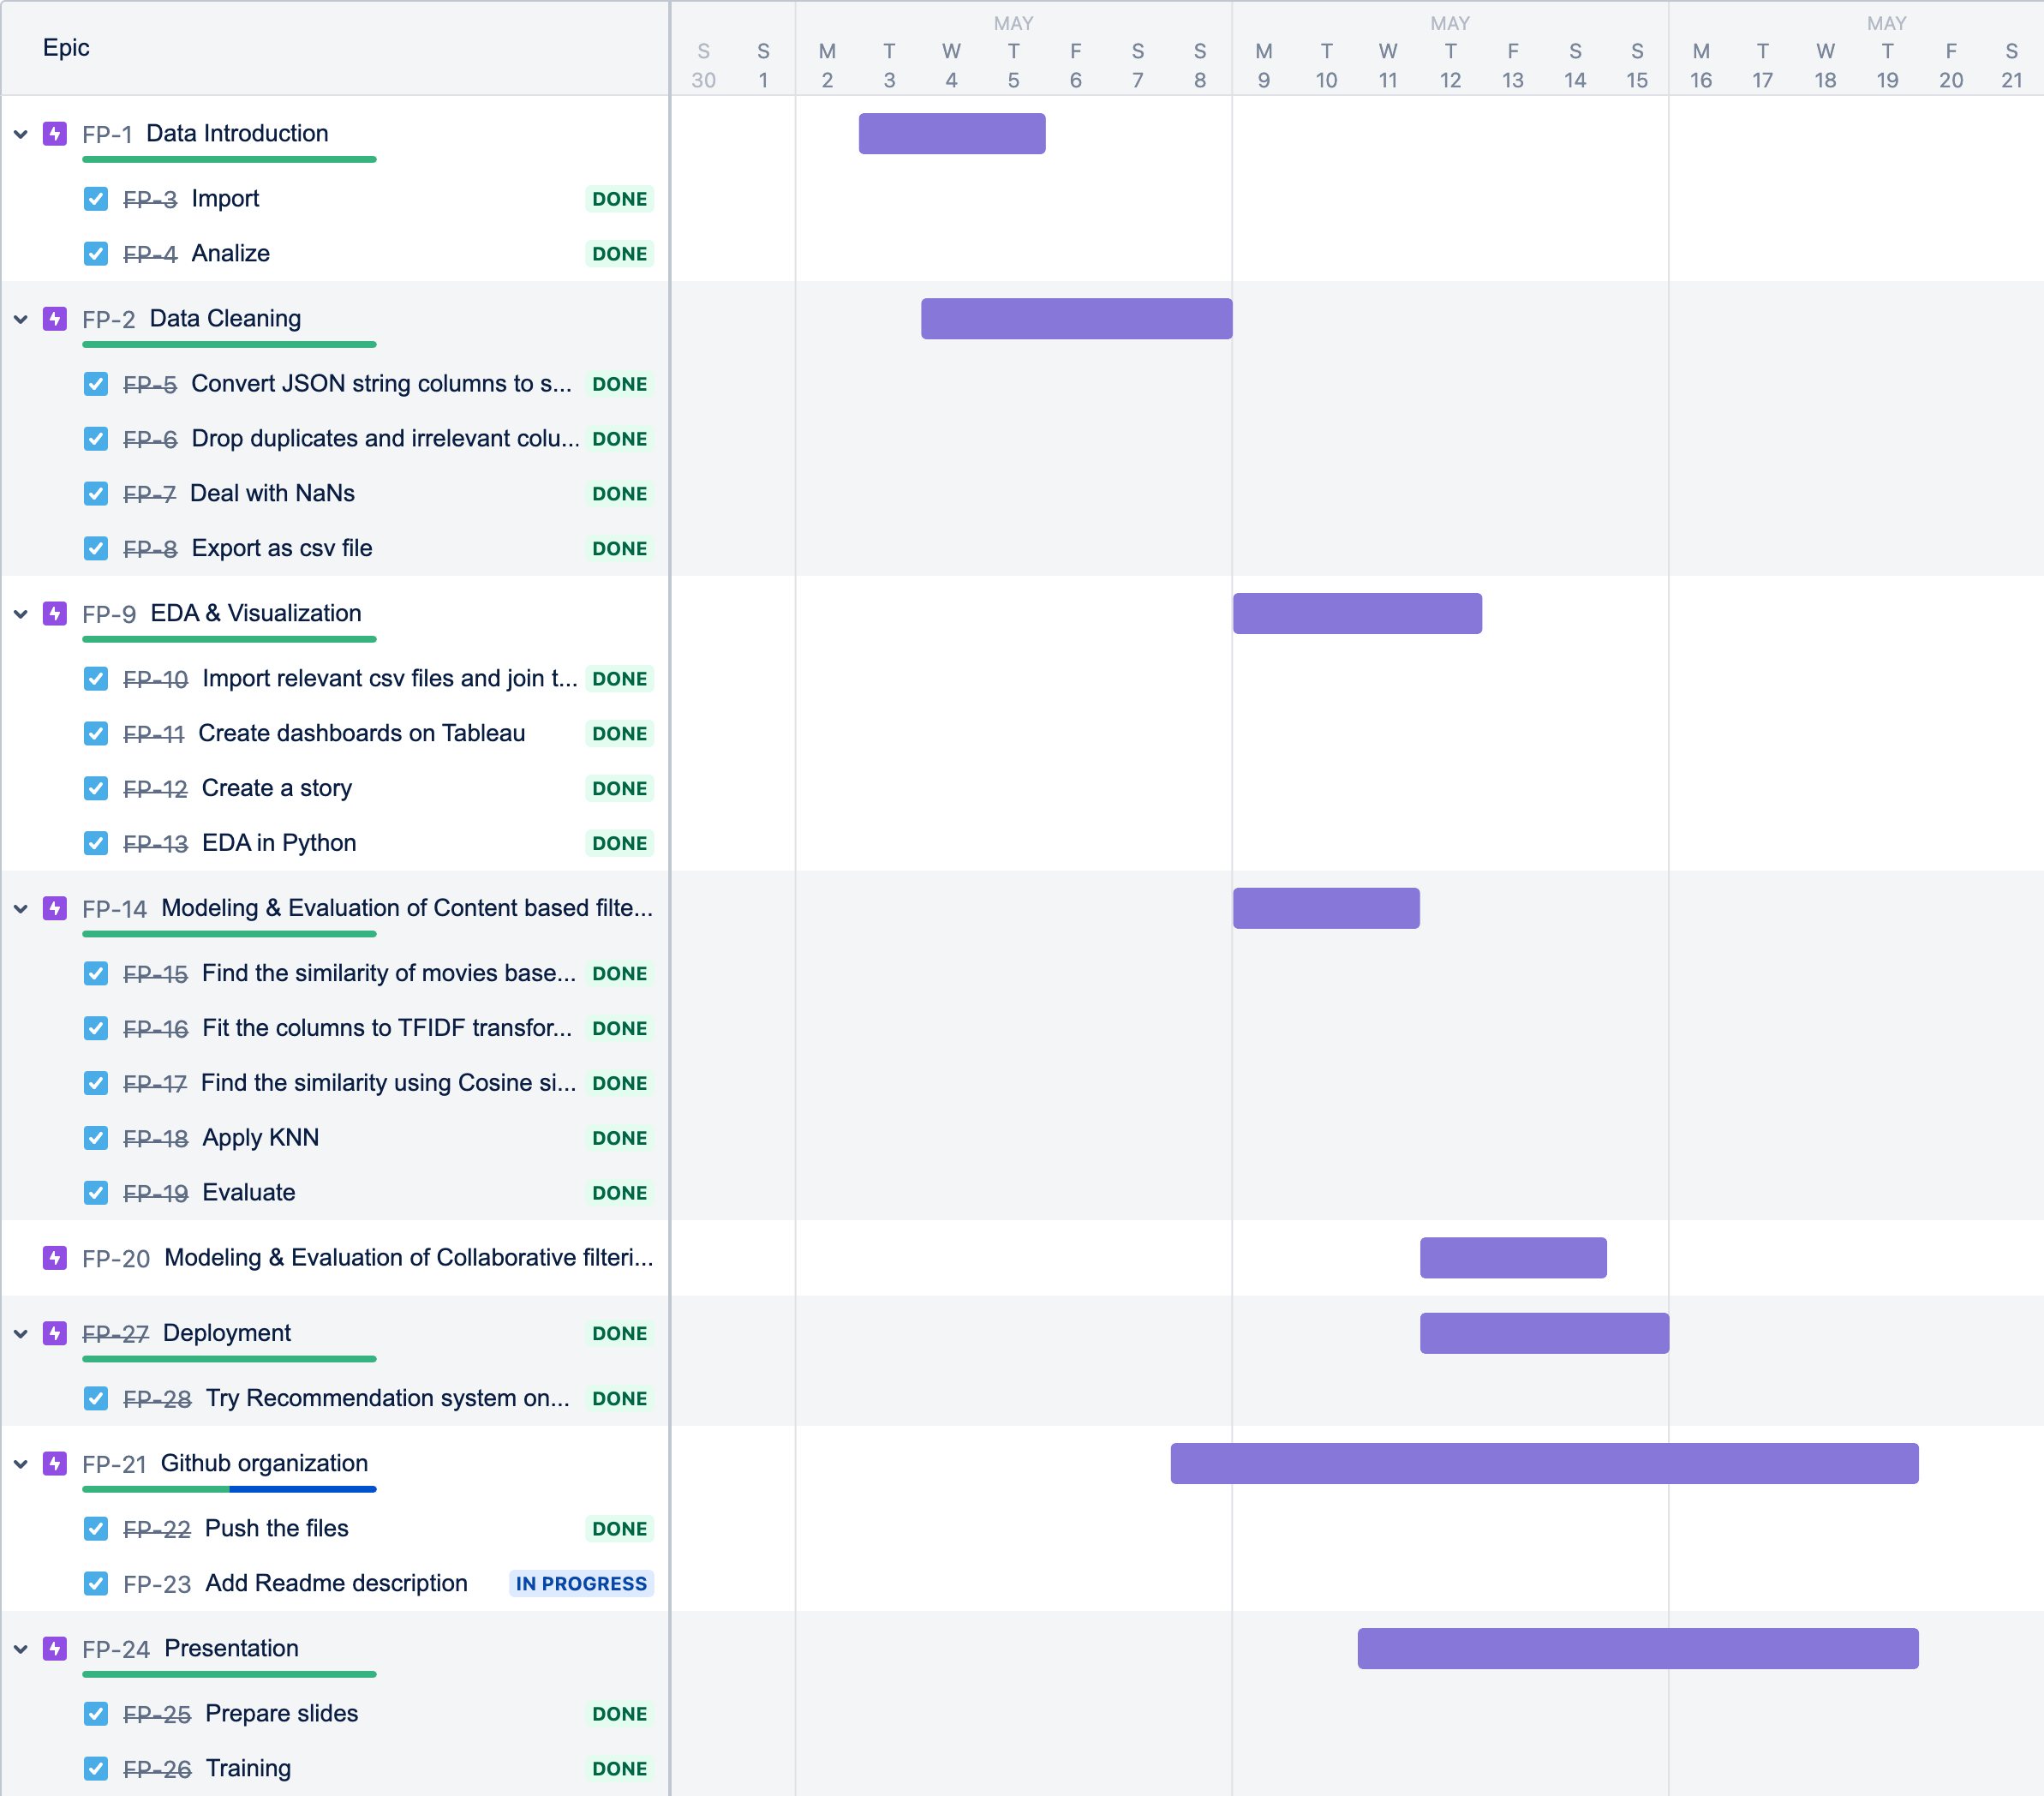 Epic
MAY MAY MAY
S S M T W T F S S M T W T F S S M T W T F S
30 1 2 3 4 5 6 7 8 9 10 11 12 13 14 15 16 17 18 19 20 21
FP-1 Data Introduction
FP-3 Import DONE
FP-4 Analize DONE
FP-2 Data Cleaning
FP-5 Convert JSON string columns to s... DONE
FP-6 Drop duplicates and irrelevant colu... DONE
FP-7 Deal with NaNs DONE
FP-8 Export as csv file DONE
FP-9 EDA & Visualization
FP-10 Import relevant csv files and join t... DONE
FP-11 Create dashboards on Tableau DONE
FP-12 Create a story DONE
FP-13 EDA in Python DONE
FP-14 Modeling & Evaluation of Content based filte...
FP-15 Find the similarity of movies base... DONE
FP-16 Fit the columns to TFIDF transfor... DONE
FP-17 Find the similarity using Cosine si... DONE
FP-18 Apply KNN DONE
FP-19 Evaluate DONE
FP-20 Modeling & Evaluation of Collaborative filteri...
FP-27 Deployment DONE
FP-28 Try Recommendation system on... DONE
FP-21 Github organization
FP-22 Push the files DONE
FP-23 Add Readme description IN PROGRESS
FP-24 Presentation
FP-25 Prepare slides DONE
FP-26 Training DONE